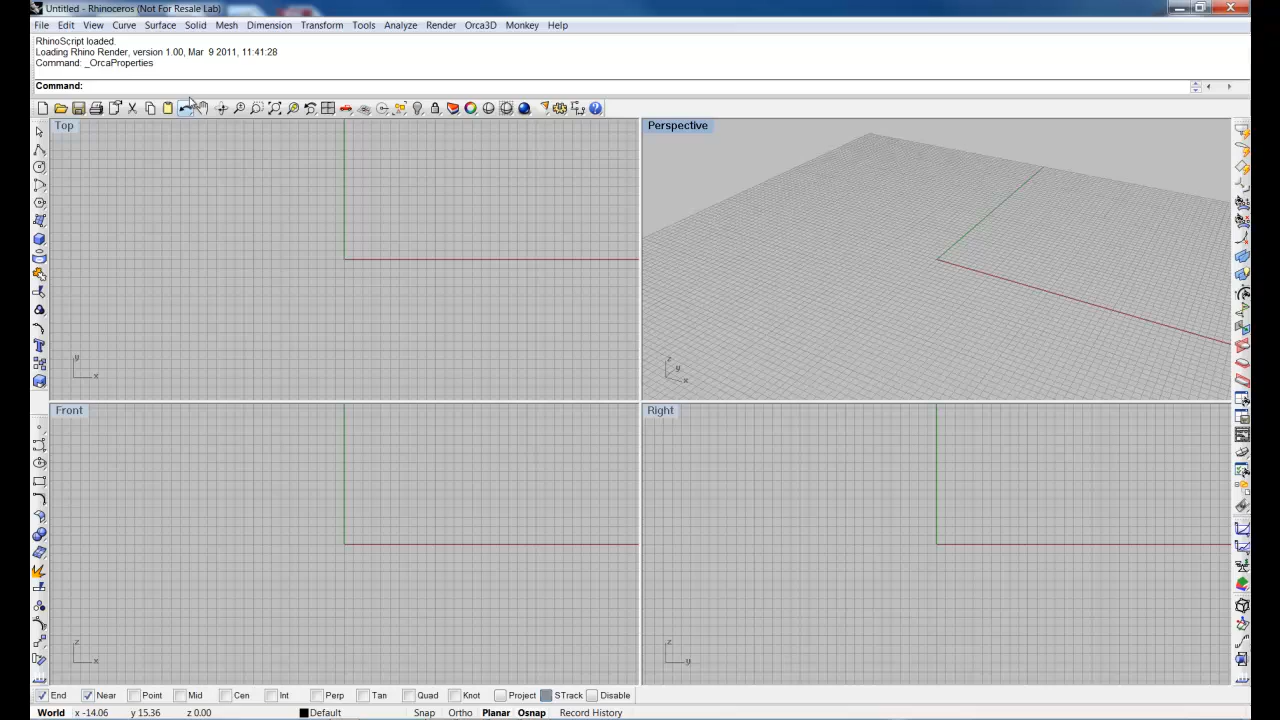 Untitled - Rhinoceros (Not For Resale Lab)
File Edit View Curve Surface Solid Mesh Dimension Transform Tools Analyze Render Orca3D Monkey Help
RhinoScript loaded.
Loading Rhino Render, version 1.00, Mar 9 2011, 11:41:28
Command: _OrcaProperties
Command:
Top
Perspective
z
y
x
y
x
Front
Right
z
x
z
y
End Near Point Mid Cen Int Perp Tan Quad Knot Project STrack Disable
World x -14.06 y 15.36 z 0.00 Default Snap Ortho Planar Osnap Record History